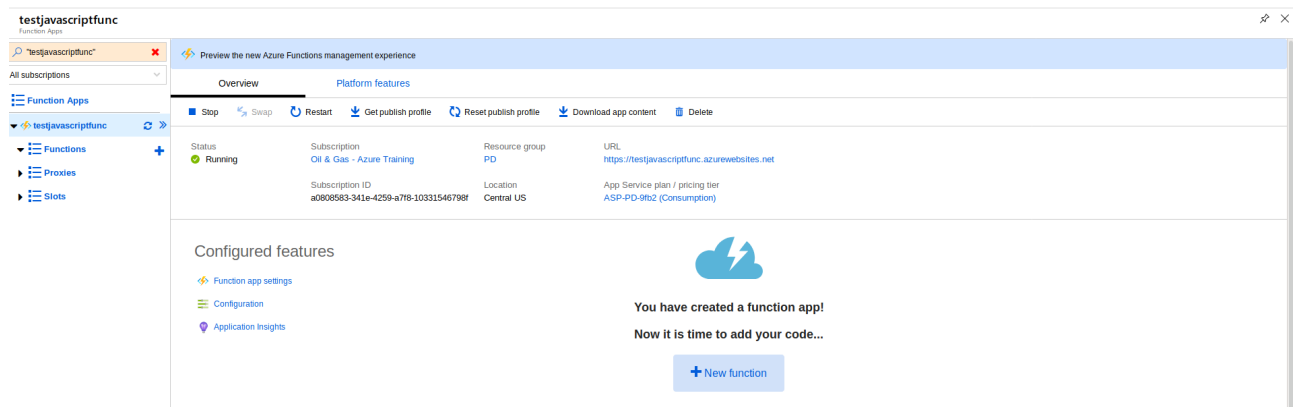 testjavascriptfunc
Function Apps
"testjavascriptfunc"
All subscriptions
Function Apps
testjavascriptfunc
Functions
Proxies
Slots
Preview the new Azure Functions management experience
Overview Platform features
Stop Swap Restart Get publish profile Reset publish profile Download app content Delete
Status Subscription Resource group URL
Running Oil & Gas - Azure Training PD https://testjavascriptfunc.azurewebsites.net
Subscription ID Location App Service plan / pricing tier
a0808583-341e-4259-a7f8-10331546798f Central US ASP-PD-9fb2 (Consumption)
Configured features
Function app settings
Configuration
Application Insights
You have created a function app!
Now it is time to add your code...
New function